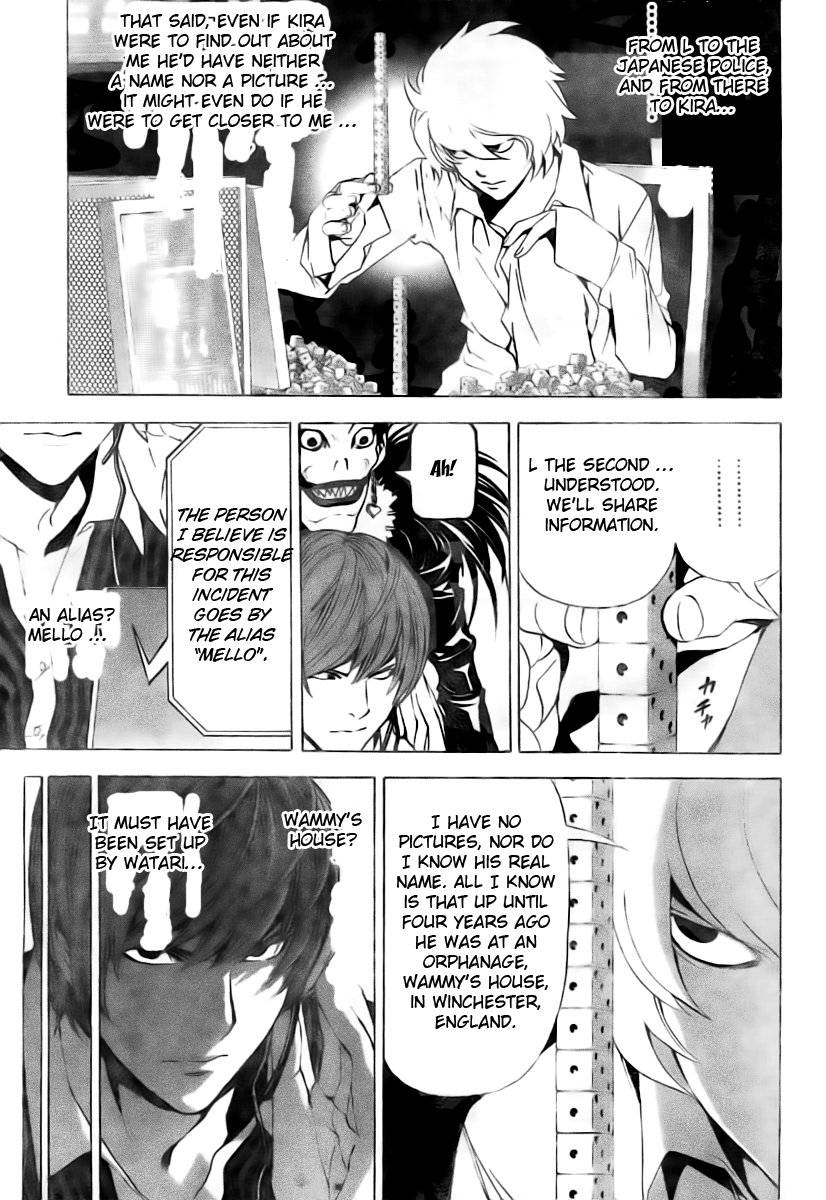 FROM L TO THE
JAPANESE POLICE,
AND FROM THERE
TO KIRA...
THAT SAID, EVEN IF KIRA
WERE TO FIND OUT ABOUT
ME HE'D HAVE NEITHER
A NAME NOR A PICTURE ...
IT MIGHT EVEN DO IF HE
WERE TO GET CLOSER TO ME ...
L THE SECOND ...
UNDERSTOOD.
WE'LL SHARE
INFORMATION.
カチャ
Ah!
THE PERSON
I BELIEVE IS
RESPONSIBLE
FOR THIS
INCIDENT
GOES BY
THE ALIAS
"MELLO".
AN ALIAS?
MELLO ...
I HAVE NO
PICTURES, NOR DO
I KNOW HIS REAL
NAME. ALL I KNOW
IS THAT UP UNTIL
FOUR YEARS AGO
HE WAS AT AN
ORPHANAGE,
WAMMY'S HOUSE,
IN WINCHESTER,
ENGLAND.
WAMMY'S
HOUSE?
IT MUST HAVE
BEEN SET UP
BY WATARI...